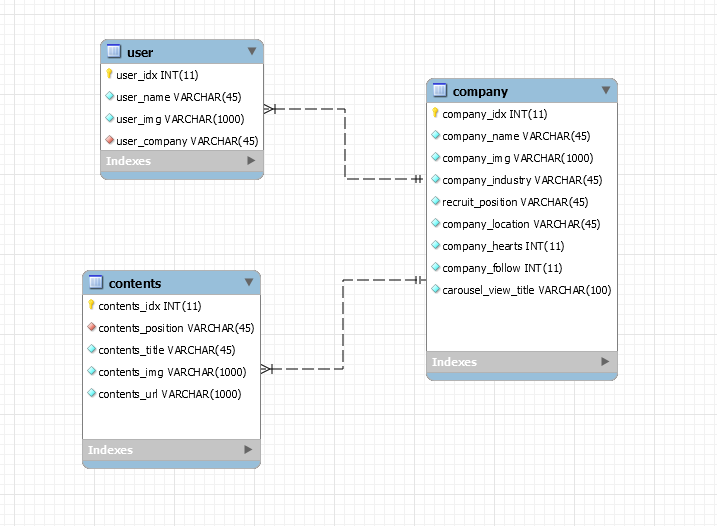 user
user_idx INT(11)
user_name VARCHAR(45)
user_img VARCHAR(1000)
user_company VARCHAR(45)
Indexes
company
company_idx INT(11)
company_name VARCHAR(45)
company_img VARCHAR(1000)
company_industry VARCHAR(45)
recruit_position VARCHAR(45)
company_location VARCHAR(45)
company_hearts INT(11)
company_follow INT(11)
carousel_view_title VARCHAR(100)
Indexes
contents
contents_idx INT(11)
contents_position VARCHAR(45)
contents_title VARCHAR(45)
contents_img VARCHAR(1000)
contents_url VARCHAR(1000)
Indexes